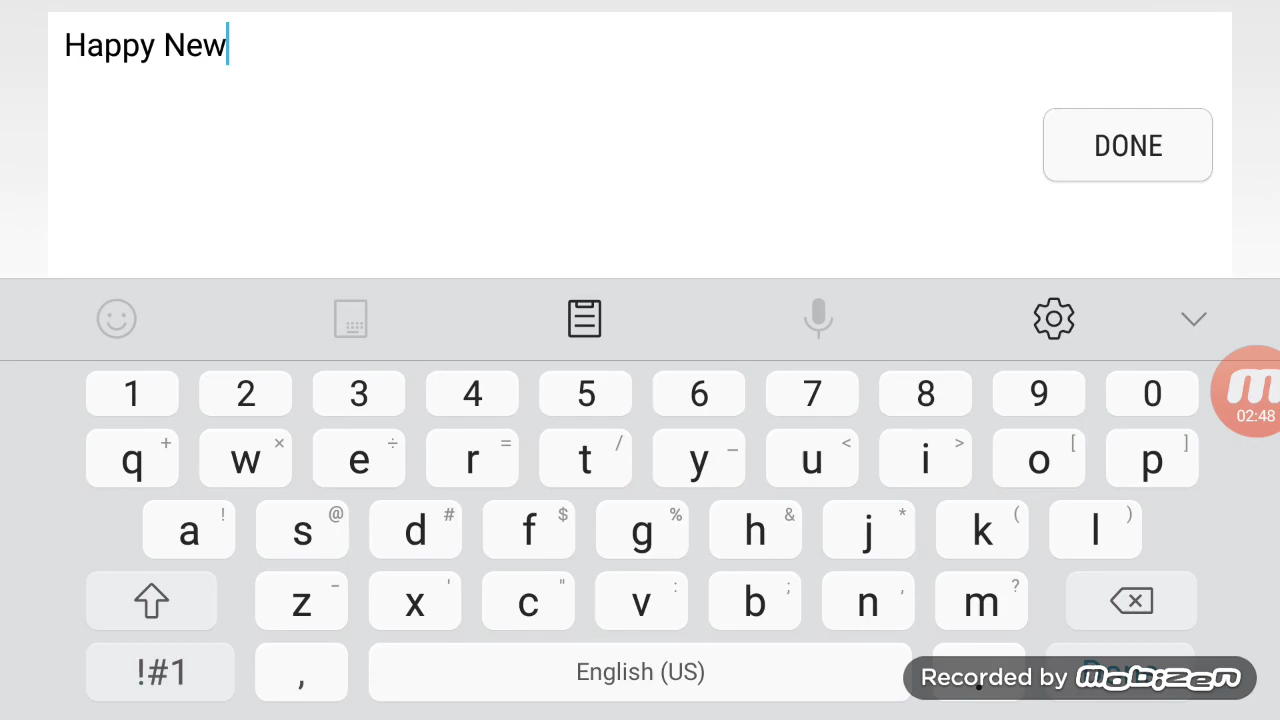 Happy New
DONE
02:48
1 2 3 4 5 6 7 8 9 0
q + w × e ÷ r = t / y _ u < i > o [ p ]
a ! s @ d # f $ g % h & j * k ( l )
z - x ' c " v : b ; n , m ?
!#1 , English (US) .
Recorded by mobizen